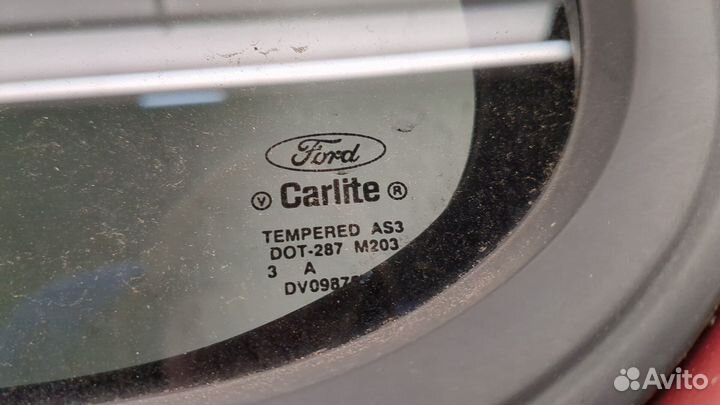 Ford
V Carlite ®
TEMPERED AS3
DOT-287 M203
3 A
Avito